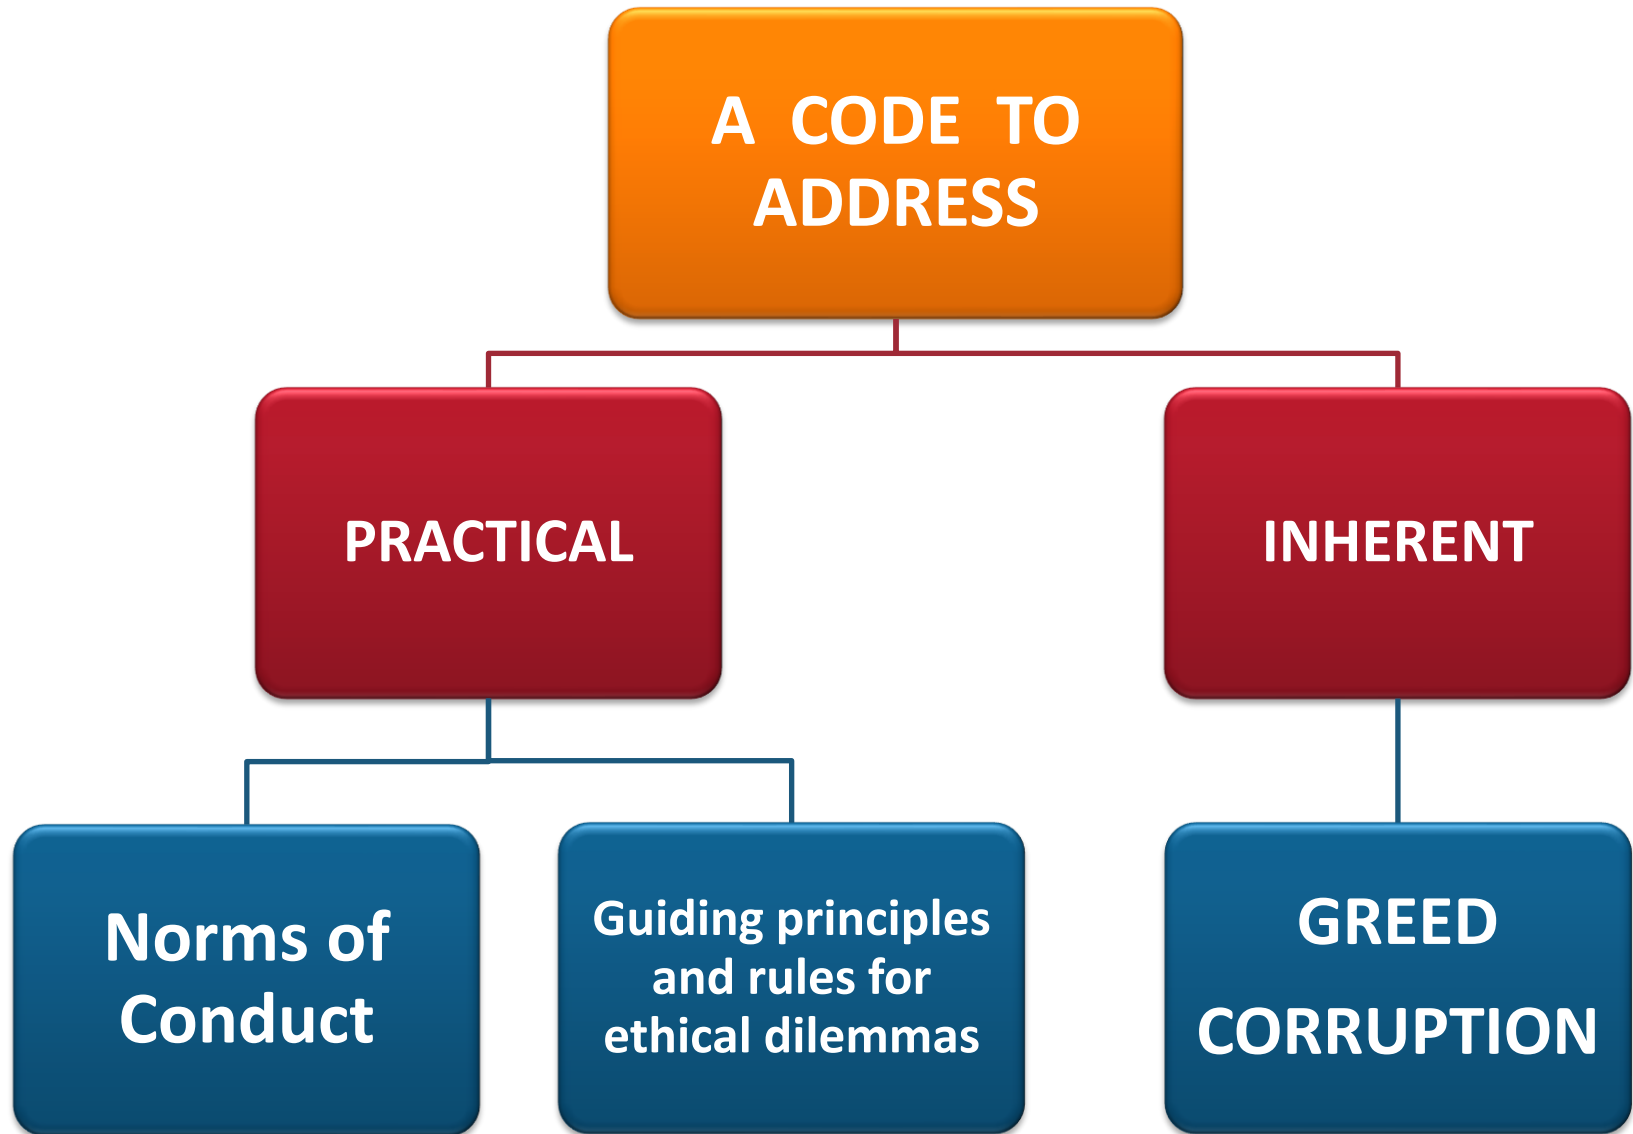 A CODE TO
ADDRESS
PRACTICAL
INHERENT
Norms of
Conduct
Guiding principles
and rules for
ethical dilemmas
GREED
CORRUPTION